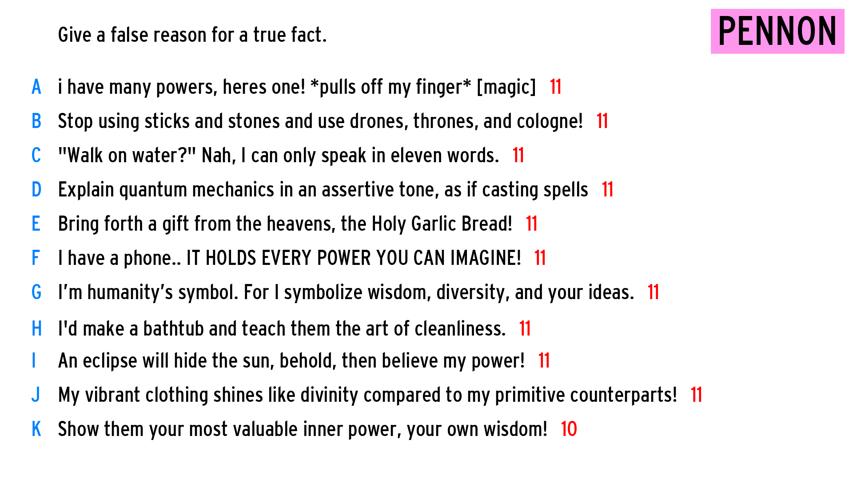 Give a false reason for a true fact.
PENNON
A i have many powers, heres one! *pulls off my finger* [magic] 11
B Stop using sticks and stones and use drones, thrones, and cologne! 11
C "Walk on water?" Nah, I can only speak in eleven words. 11
D Explain quantum mechanics in an assertive tone, as if casting spells 11
E Bring forth a gift from the heavens, the Holy Garlic Bread! 11
F I have a phone.. IT HOLDS EVERY POWER YOU CAN IMAGINE! 11
G I'm humanity's symbol. For I symbolize wisdom, diversity, and your ideas. 11
H I'd make a bathtub and teach them the art of cleanliness. 11
I An eclipse will hide the sun, behold, then believe my power! 11
J My vibrant clothing shines like divinity compared to my primitive counterparts! 11
K Show them your most valuable inner power, your own wisdom! 10